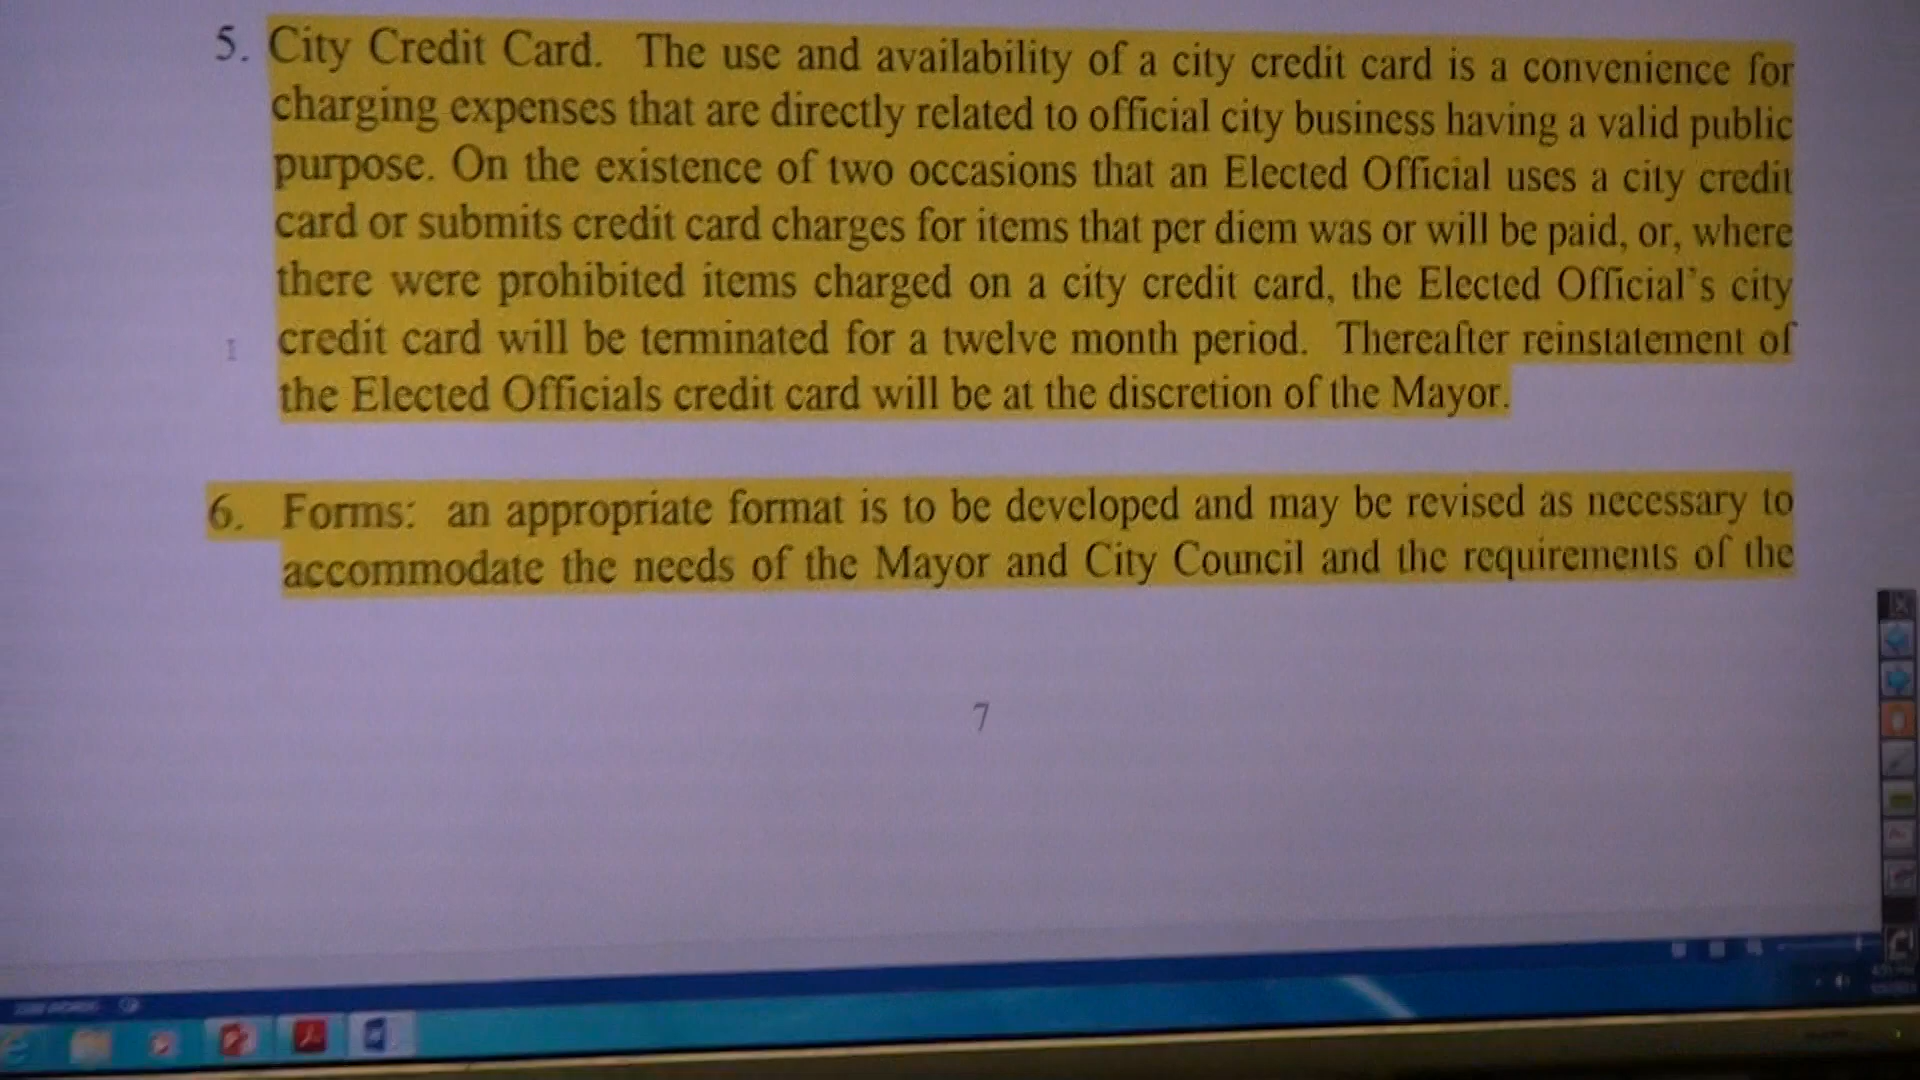 5. City Credit Card. The use and availability of a city credit card is a convenience for
charging expenses that are directly related to official city business having a valid public
purpose. On the existence of two occasions that an Elected Official uses a city credit
card or submits credit card charges for items that per diem was or will be paid, or, where
there were prohibited items charged on a city credit card, the Elected Official's city
credit card will be terminated for a twelve month period. Thereafter reinstatement of
the Elected Officials credit card will be at the discretion of the Mayor.
6. Forms: an appropriate format is to be developed and may be revised as necessary to
accommodate the needs of the Mayor and City Council and the requirements of the
7